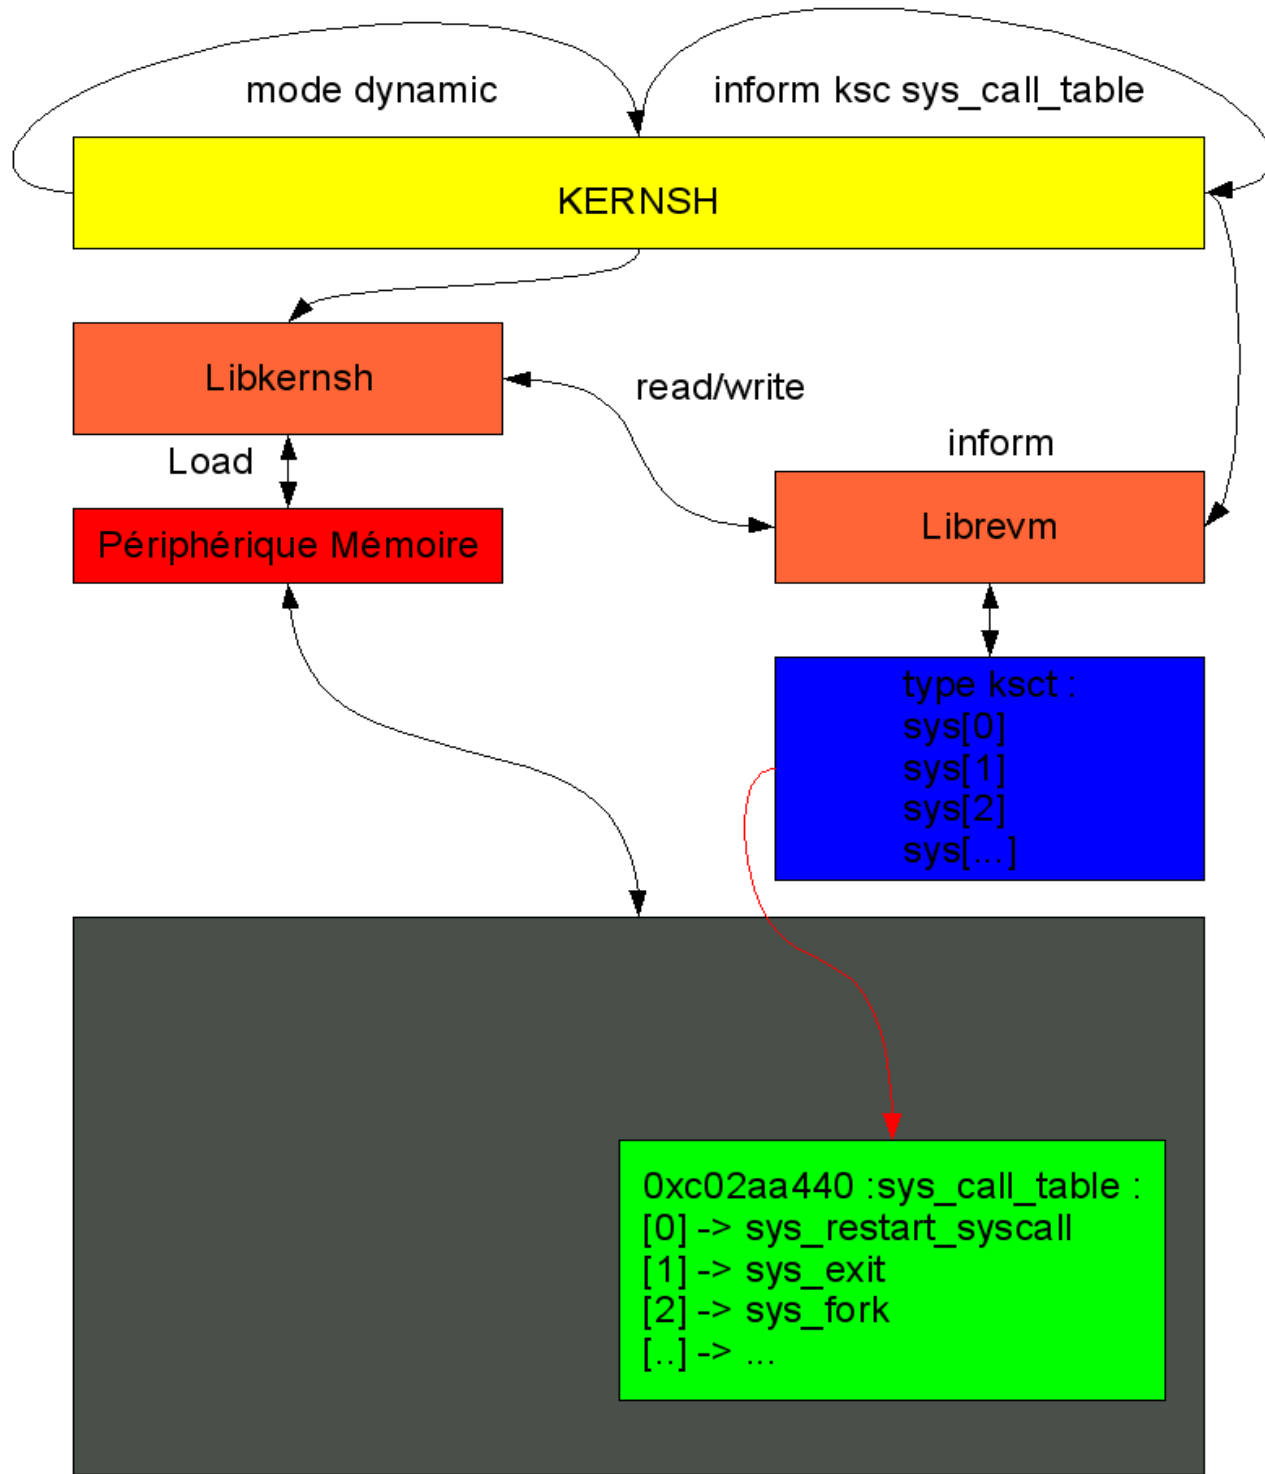 mode dynamic
inform ksc sys_call_table
KERNSH
Libkernsh
read/write
inform
Load
Librevm
Périphérique Mémoire
type ksct :
sys[0]
sys[1]
sys[2]
sys[...]
0xc02aa440 :sys_call_table :
[0] -> sys_restart_syscall
[1] -> sys_exit
[2] -> sys_fork
[..] -> ...